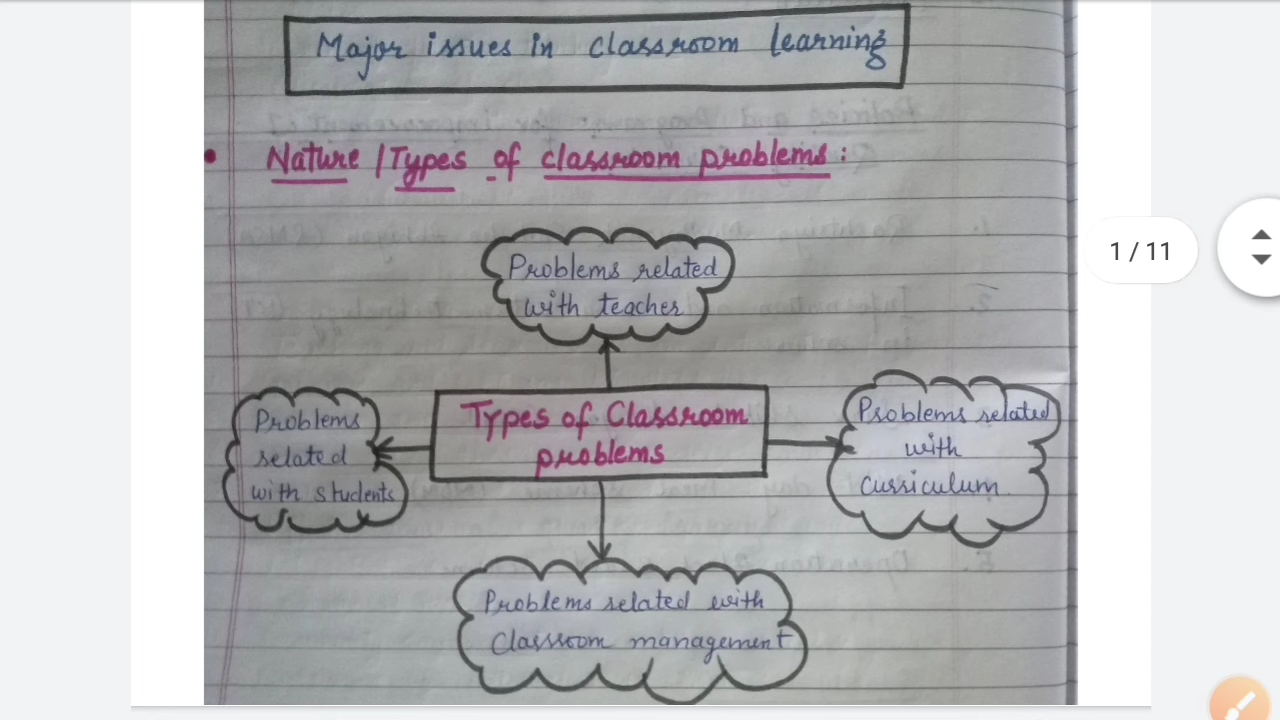 Major issues in classroom learning
• Nature / Types of classroom problems :
1 / 11
Problems related
with teacher
Types of Classroom
problems
Problems
related
with students
Problems related
with
curriculum
Problems related with
Classroom management